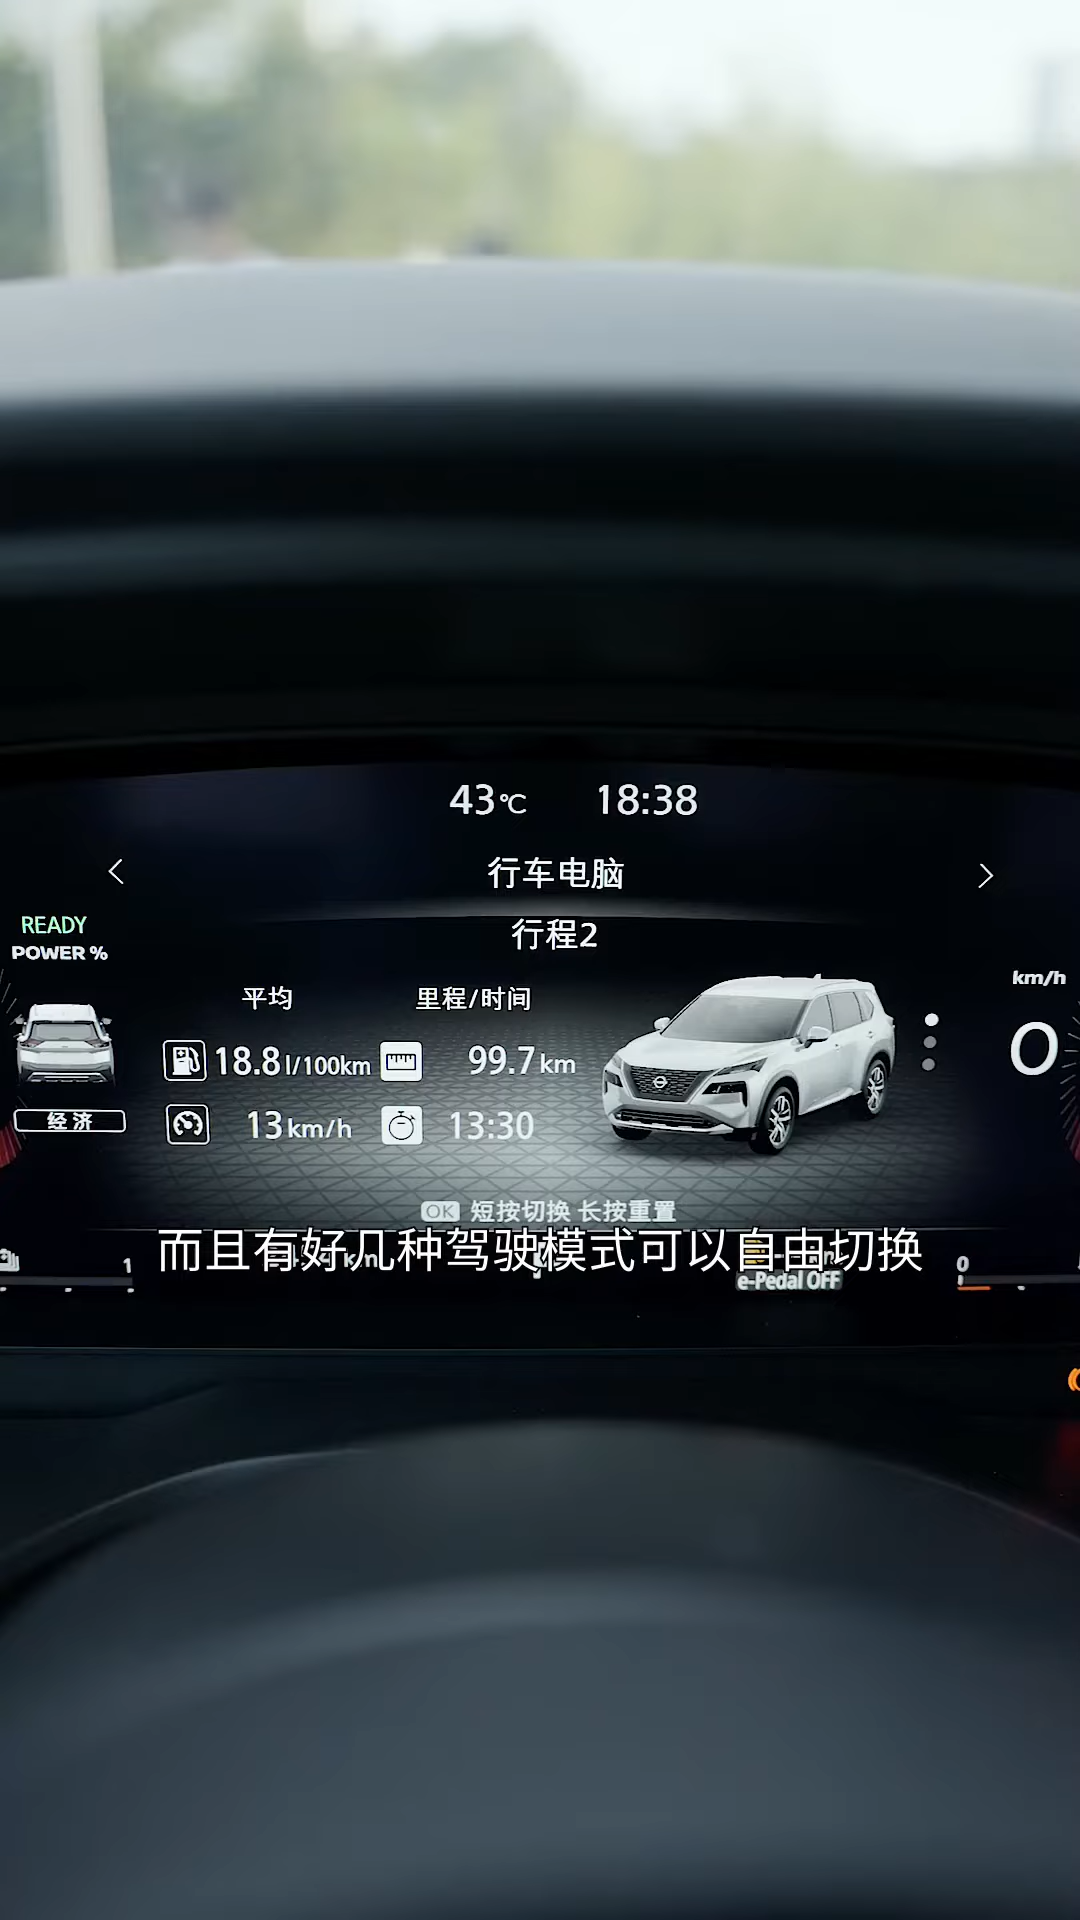 43℃ 18:38
行车电脑
行程2
READY
POWER %
km/h
平均 里程/时间
0
18.8 l/100km 99.7 km
经济
13 km/h 13:30
OK 短按切换 长按重置
而且有好几种驾驶模式可以自由切换
1
0
e-Pedal OFF